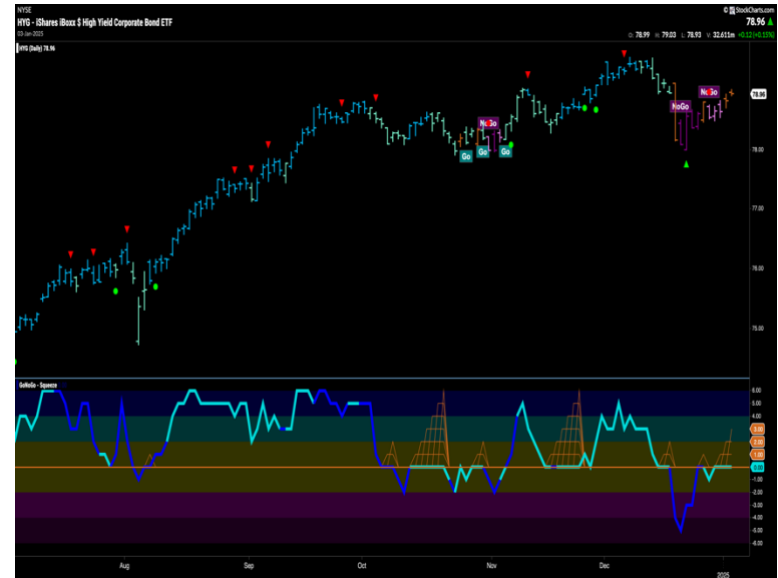 NYSE
© StockCharts.com
HYG - iShares iBoxx $ High Yield Corporate Bond ETF
78.96
03-Jan-2025
O: 78.99 H: 79.03 L: 78.93 V: 32.611m +0.12 (+0.15%)
HYG (Daily) 78.96
NoGo
NoGo
NoGo
Go
Go
Go
78.96
78.00
77.00
76.00
75.00
GoNoGo - Squeeze
6.00
5.00
4.00
3.00
2.00
1.00
0.00
-1.00
-2.00
-3.00
-4.00
-5.00
-6.00
Aug
Sep
Oct
Nov
Dec
2025